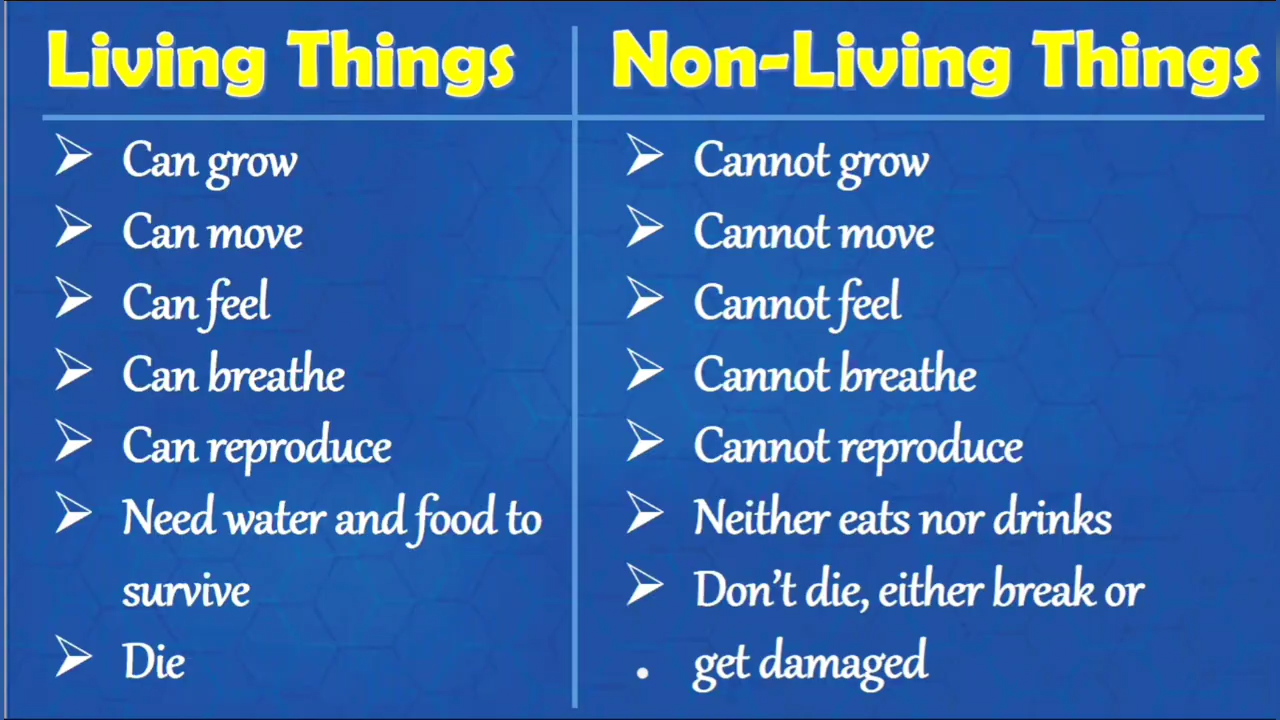 Living Things
Can grow
Can move
Can feel
Can breathe
Can reproduce
Need water and food to
survive
Die
Non-Living Things
Cannot grow
Cannot move
Cannot feel
Cannot breathe
Cannot reproduce
Neither eats nor drinks
Don't die, either break or
. get damaged